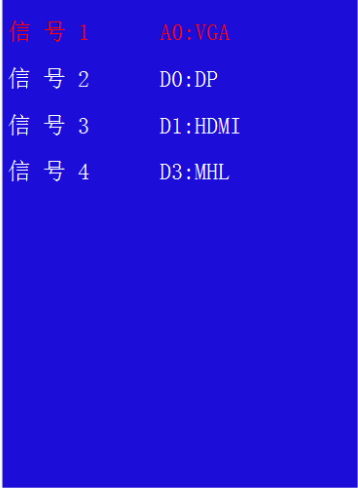 信 号 1 A0:VGA
信 号 2 D0:DP
信 号 3 D1:HDMI
信 号 4 D3:MHL